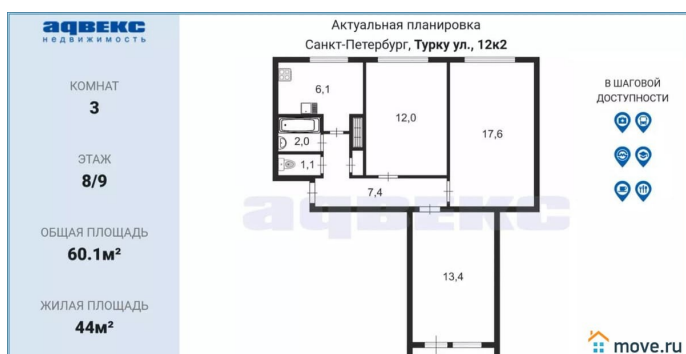 адвекс
НЕДВИЖИМОСТЬ
КОМНАТ
3
ЭТАЖ
8/9
ОБЩАЯ ПЛОЩАДЬ
60.1м²
ЖИЛАЯ ПЛОЩАДЬ
44м²
Актуальная планировка
Санкт-Петербург, Турку ул., 12к2
6,1
12,0
17,6
2,0
1,1
7,4
адвекс
13,4
В ШАГОВОЙ
ДОСТУПНОСТИ
move.ru